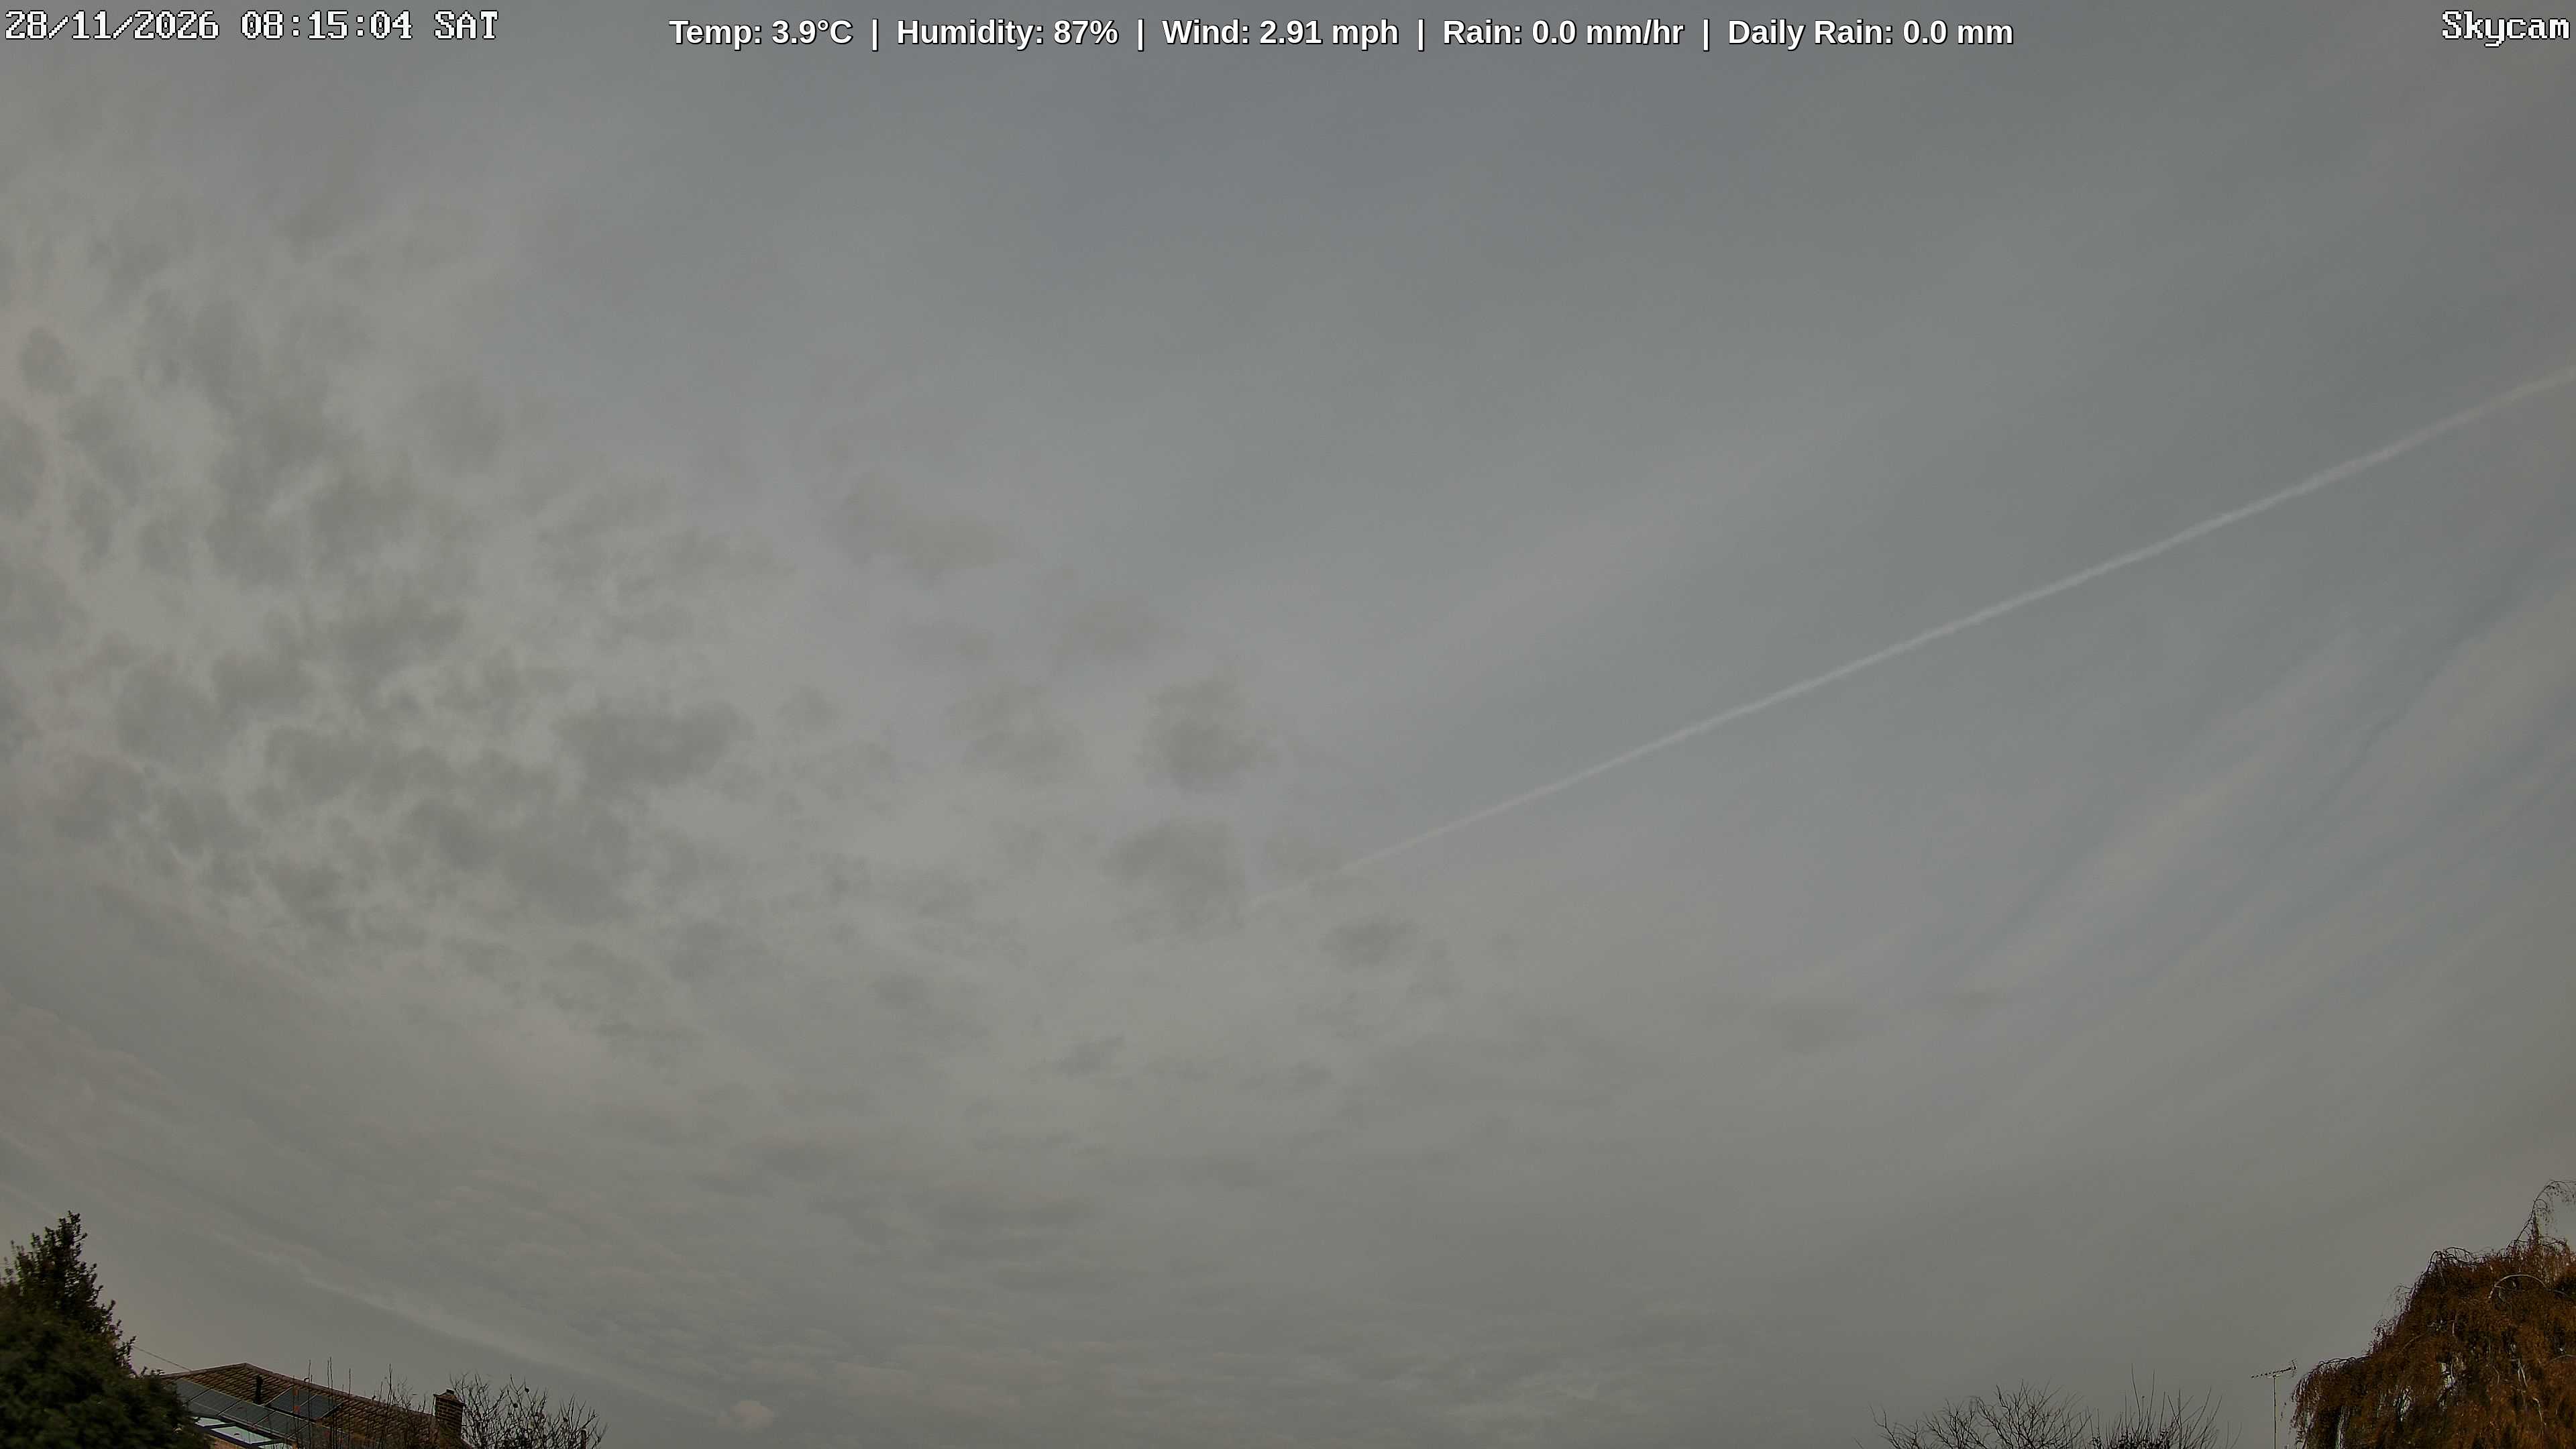 28/11/2026 08:15:04 SAT
Temp: 3.9°C | Humidity: 87% | Wind: 2.91 mph | Rain: 0.0 mm/hr | Daily Rain: 0.0 mm
Skycam